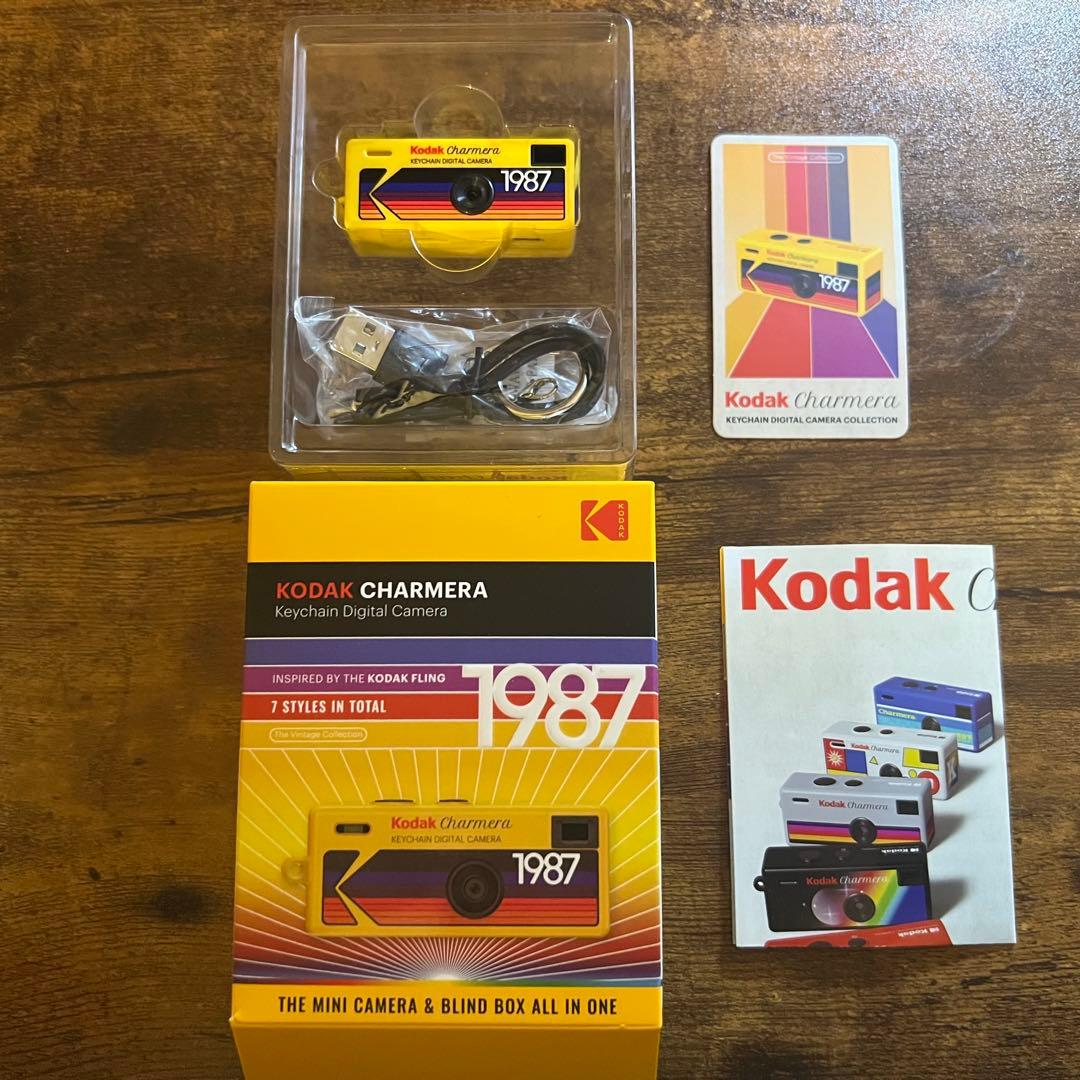 Kodak Charmera
KEYCHAIN DIGITAL CAMERA
1987
The Vintage Collection
Kodak Charmera
1987
Kodak Charmera
KEYCHAIN DIGITAL CAMERA COLLECTION
KODAK
KODAK CHARMERA
Keychain Digital Camera
INSPIRED BY THE KODAK FLING
1987
7 STYLES IN TOTAL
The Vintage Collection
Kodak Charmera
KEYCHAIN DIGITAL CAMERA
1987
THE MINI CAMERA & BLIND BOX ALL IN ONE
Kodak C
Charmera
Kodak Charmera
Kodak Charmera
Kodak Charmera
Kodak